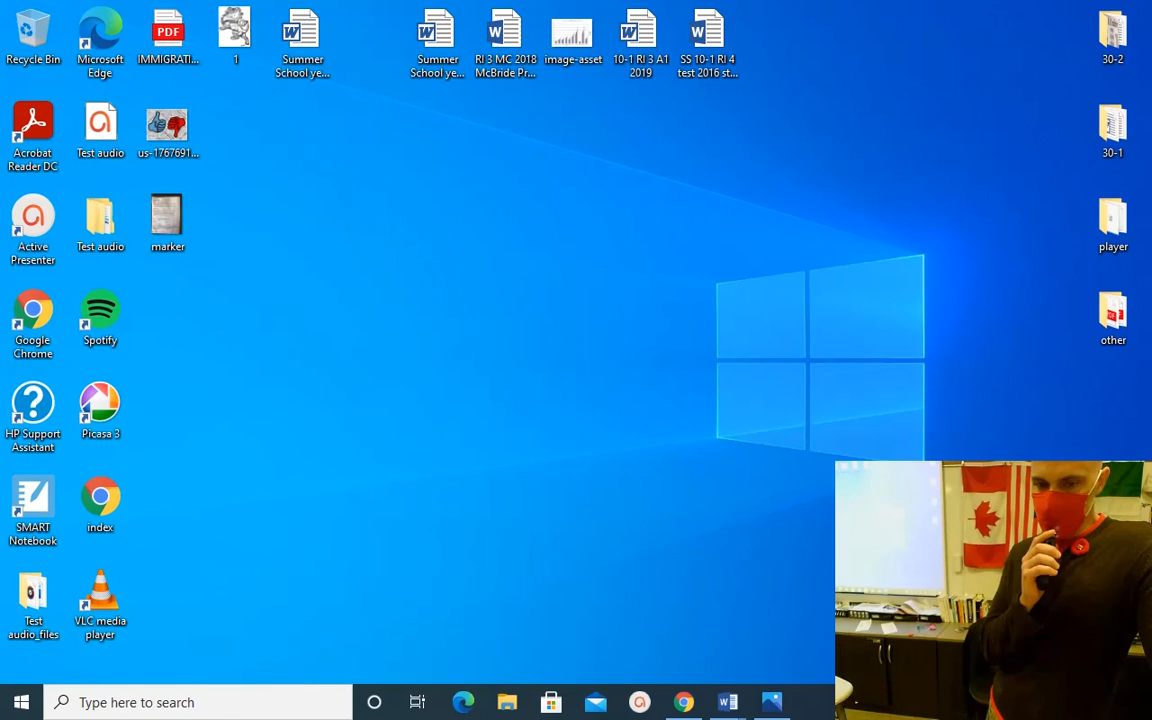 Recycle Bin
Microsoft
Edge
PDF
IMMIGRATI...
1
Summer
School ye...
Summer
School ye...
RI 3 MC 2018
McBride Pr...
image-asset
10-1 RI 3 A1
2019
SS 10-1 RI 4
test 2016 st...
30-2
Acrobat
Reader DC
Test audio
us-1767691...
30-1
Active
Presenter
Test audio
marker
player
Google
Chrome
Spotify
other
HP Support
Assistant
Picasa 3
SMART
Notebook
index
Test
audio_files
VLC media
player
Type here to search